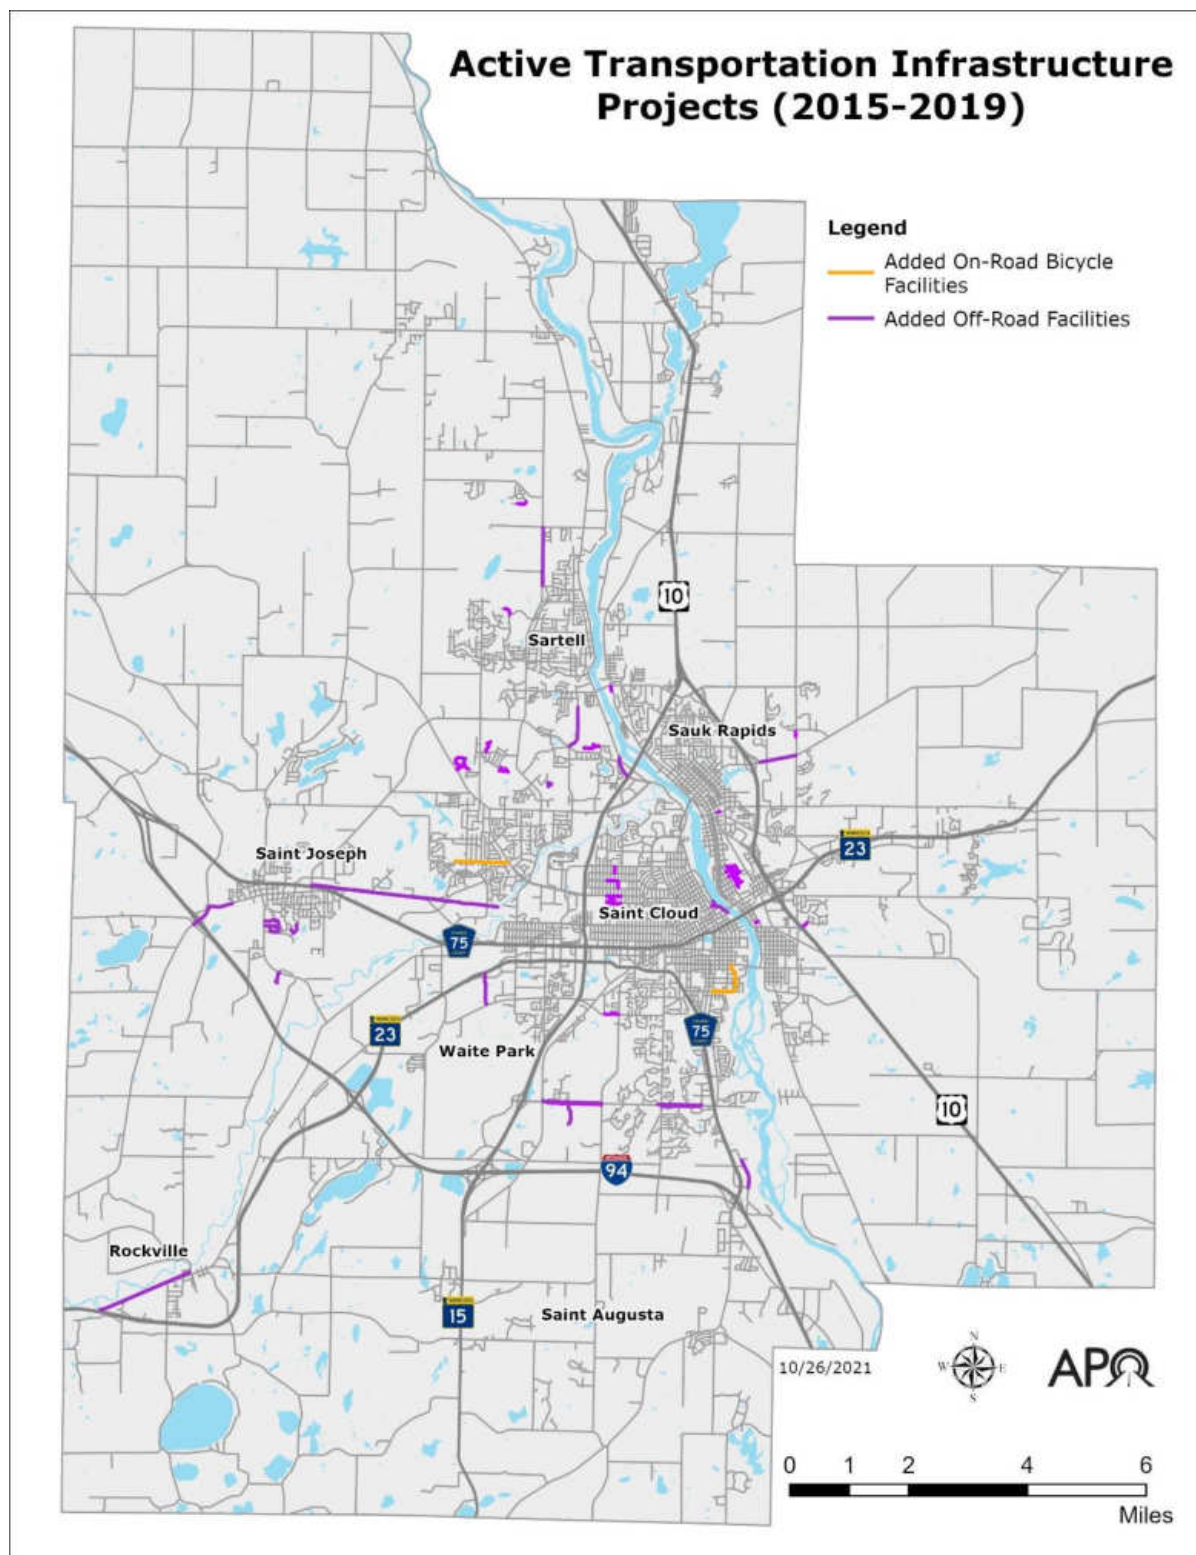 Active Transportation Infrastructure
Projects (2015-2019)
Legend
Added On-Road Bicycle
Facilities
Added Off-Road Facilities
10
Sartell
Sauk Rapids
23
Saint Joseph
Saint Cloud
75
23
75
Waite Park
10
94
Rockville
15
Saint Augusta
10/26/2021
N
W E
S
APO
0 1 2 4 6
Miles